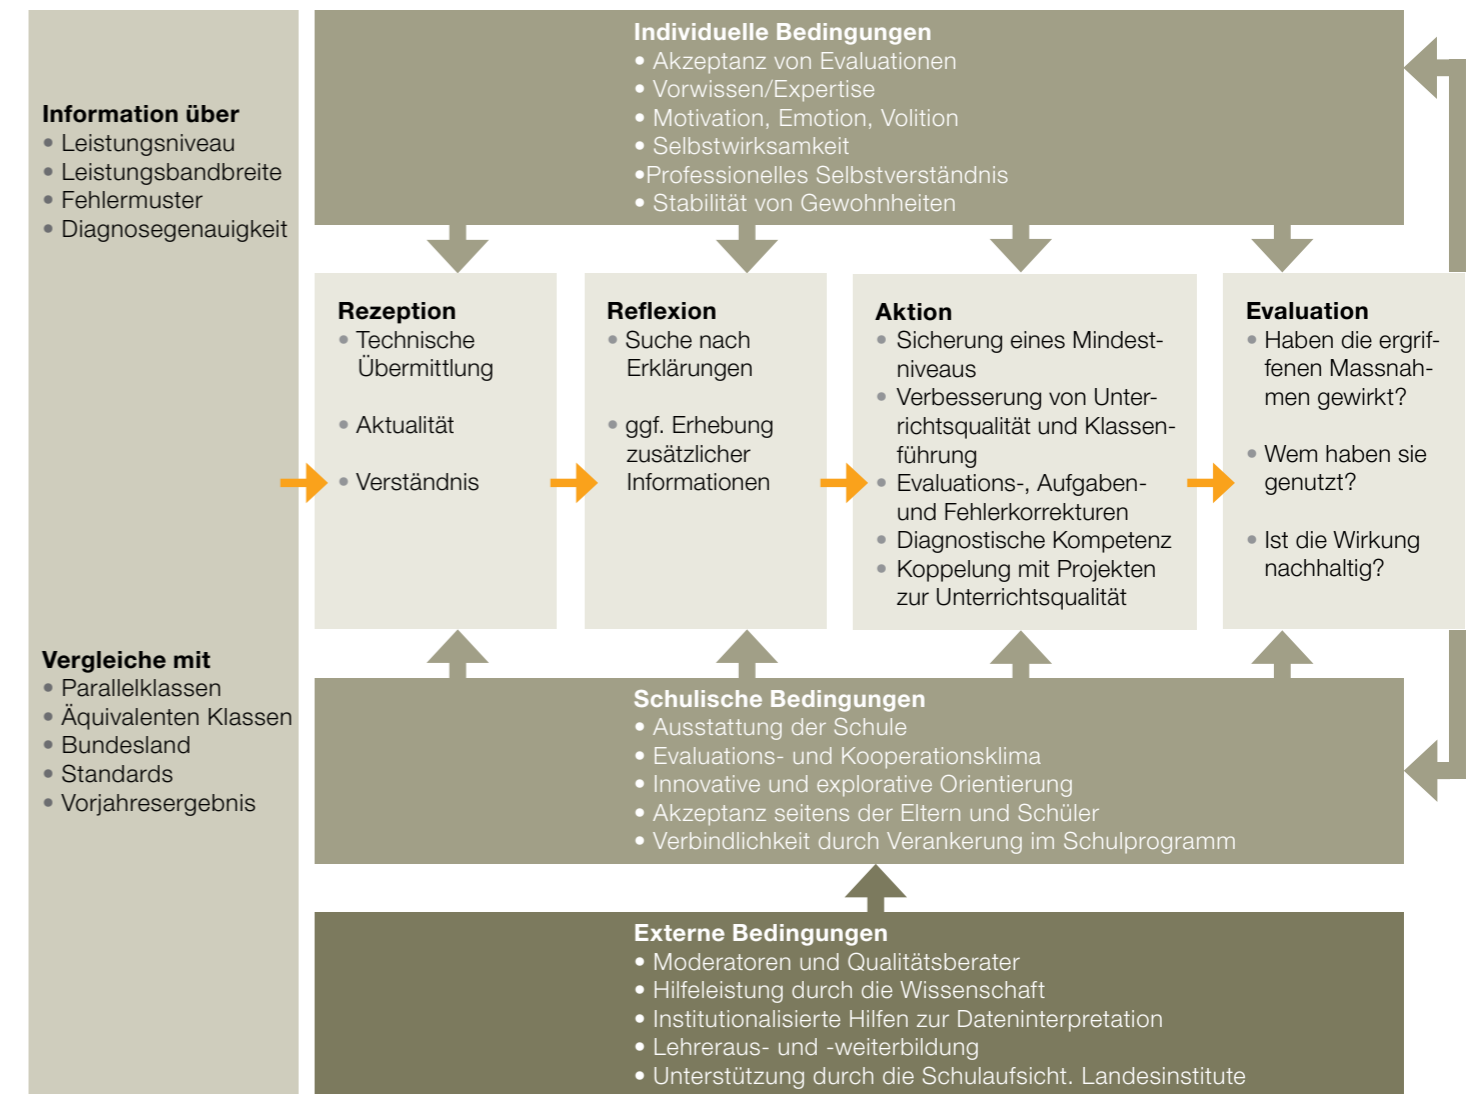 Information über
• Leistungsniveau
• Leistungsbandbreite
• Fehlermuster
• Diagnosegenauigkeit
Vergleiche mit
• Parallelklassen
• Äquivalenten Klassen
• Bundesland
• Standards
• Vorjahresergebnis
Individuelle Bedingungen
• Akzeptanz von Evaluationen
• Vorwissen/Expertise
• Motivation, Emotion, Volition
• Selbstwirksamkeit
•Professionelles Selbstverständnis
• Stabilität von Gewohnheiten
Rezeption
• Technische
Übermittlung
• Aktualität
• Verständnis
Reflexion
• Suche nach
Erklärungen
• ggf. Erhebung
zusätzlicher
Informationen
Aktion
• Sicherung eines Mindest-
niveaus
• Verbesserung von Unter-
richtsqualität und Klassen-
führung
• Evaluations-, Aufgaben-
und Fehlerkorrekturen
• Diagnostische Kompetenz
• Koppelung mit Projekten
zur Unterrichtsqualität
Evaluation
• Haben die ergrif-
fenen Massnah-
men gewirkt?
• Wem haben sie
genutzt?
• Ist die Wirkung
nachhaltig?
Schulische Bedingungen
• Ausstattung der Schule
• Evaluations- und Kooperationsklima
• Innovative und explorative Orientierung
• Akzeptanz seitens der Eltern und Schüler
• Verbindlichkeit durch Verankerung im Schulprogramm
Externe Bedingungen
• Moderatoren und Qualitätsberater
• Hilfeleistung durch die Wissenschaft
• Institutionalisierte Hilfen zur Dateninterpretation
• Lehreraus- und -weiterbildung
• Unterstützung durch die Schulaufsicht. Landesinstitute